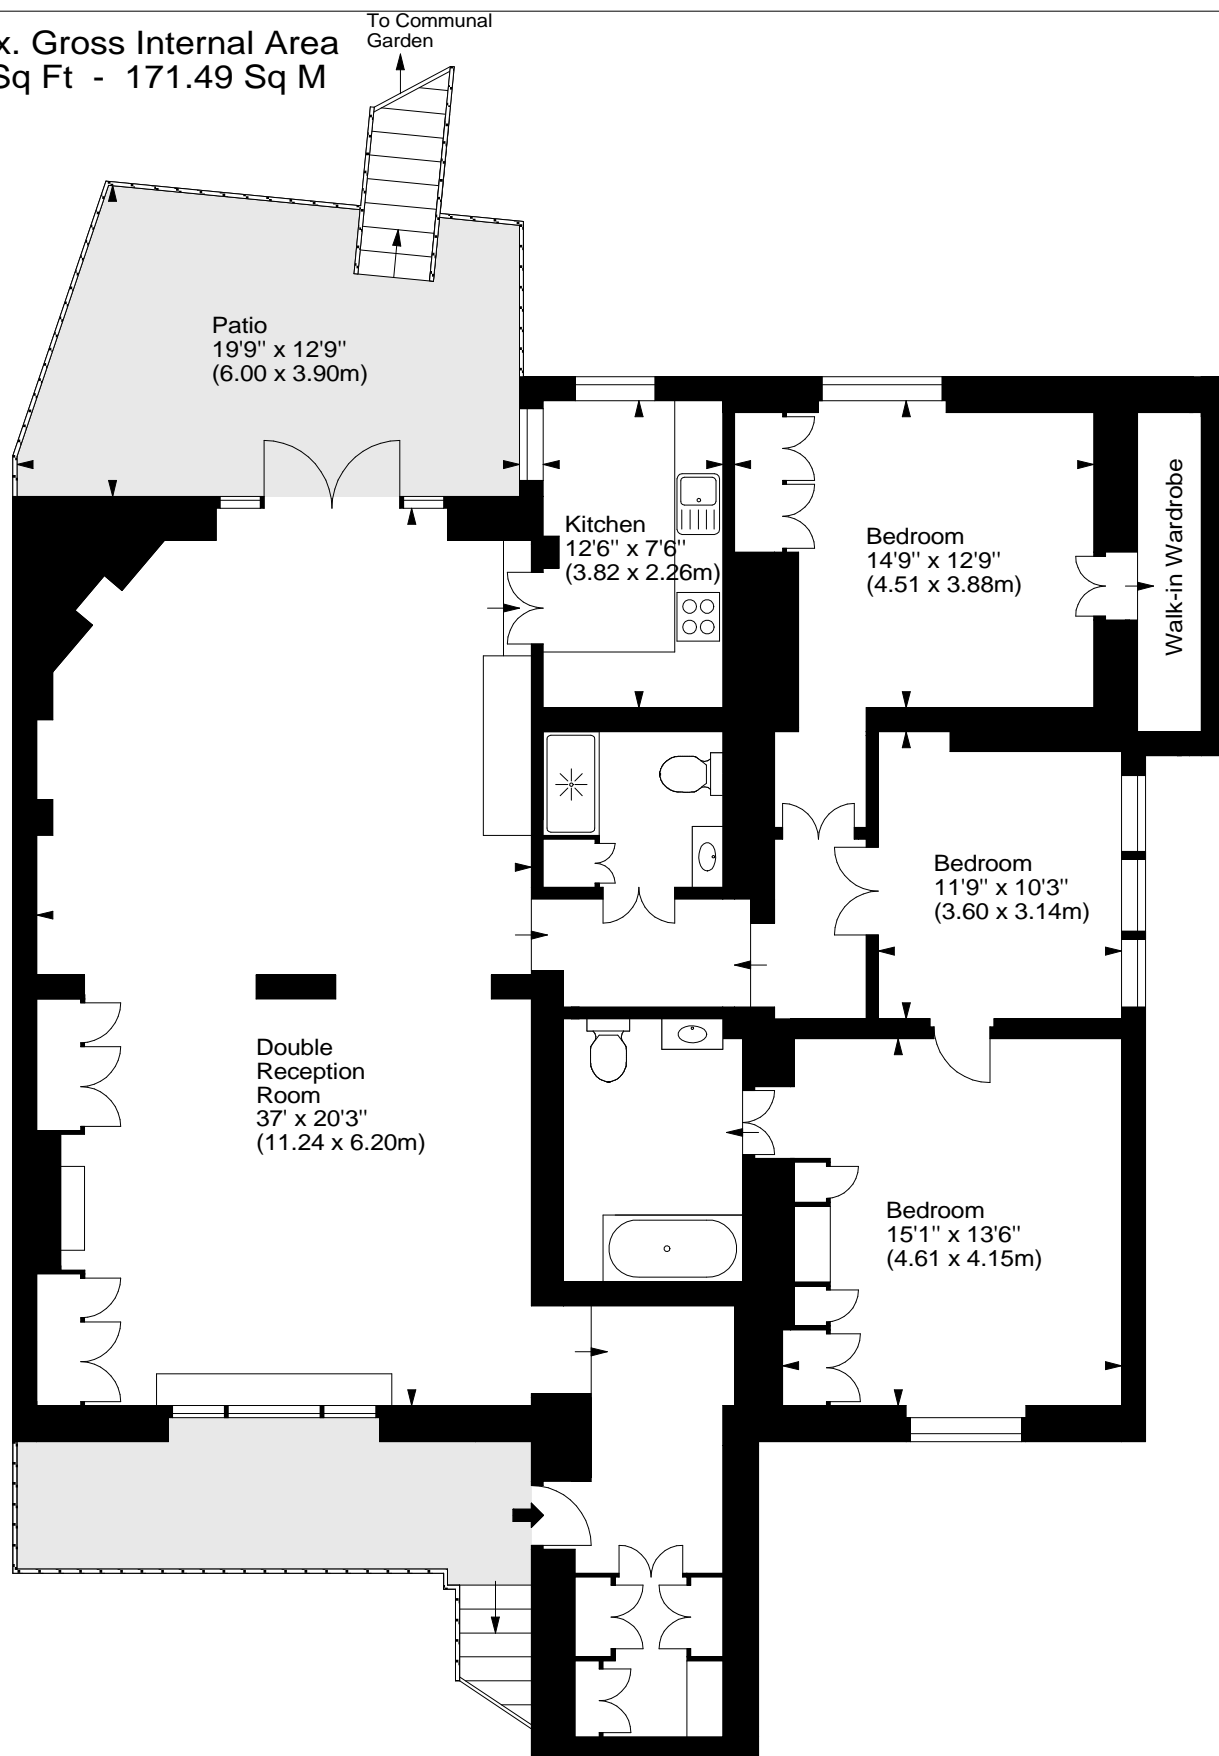 To Communal
Garden
x. Gross Internal Area
Sq Ft - 171.49 Sq M
Patio
19'9" x 12'9"
(6.00 x 3.90m)
Kitchen
12'6" x 7'6"
(3.82 x 2.26m)
Bedroom
14'9" x 12'9"
(4.51 x 3.88m)
Walk-in Wardrobe
Bedroom
11'9" x 10'3"
(3.60 x 3.14m)
Double
Reception
Room
37' x 20'3"
(11.24 x 6.20m)
Bedroom
15'1" x 13'6"
(4.61 x 4.15m)